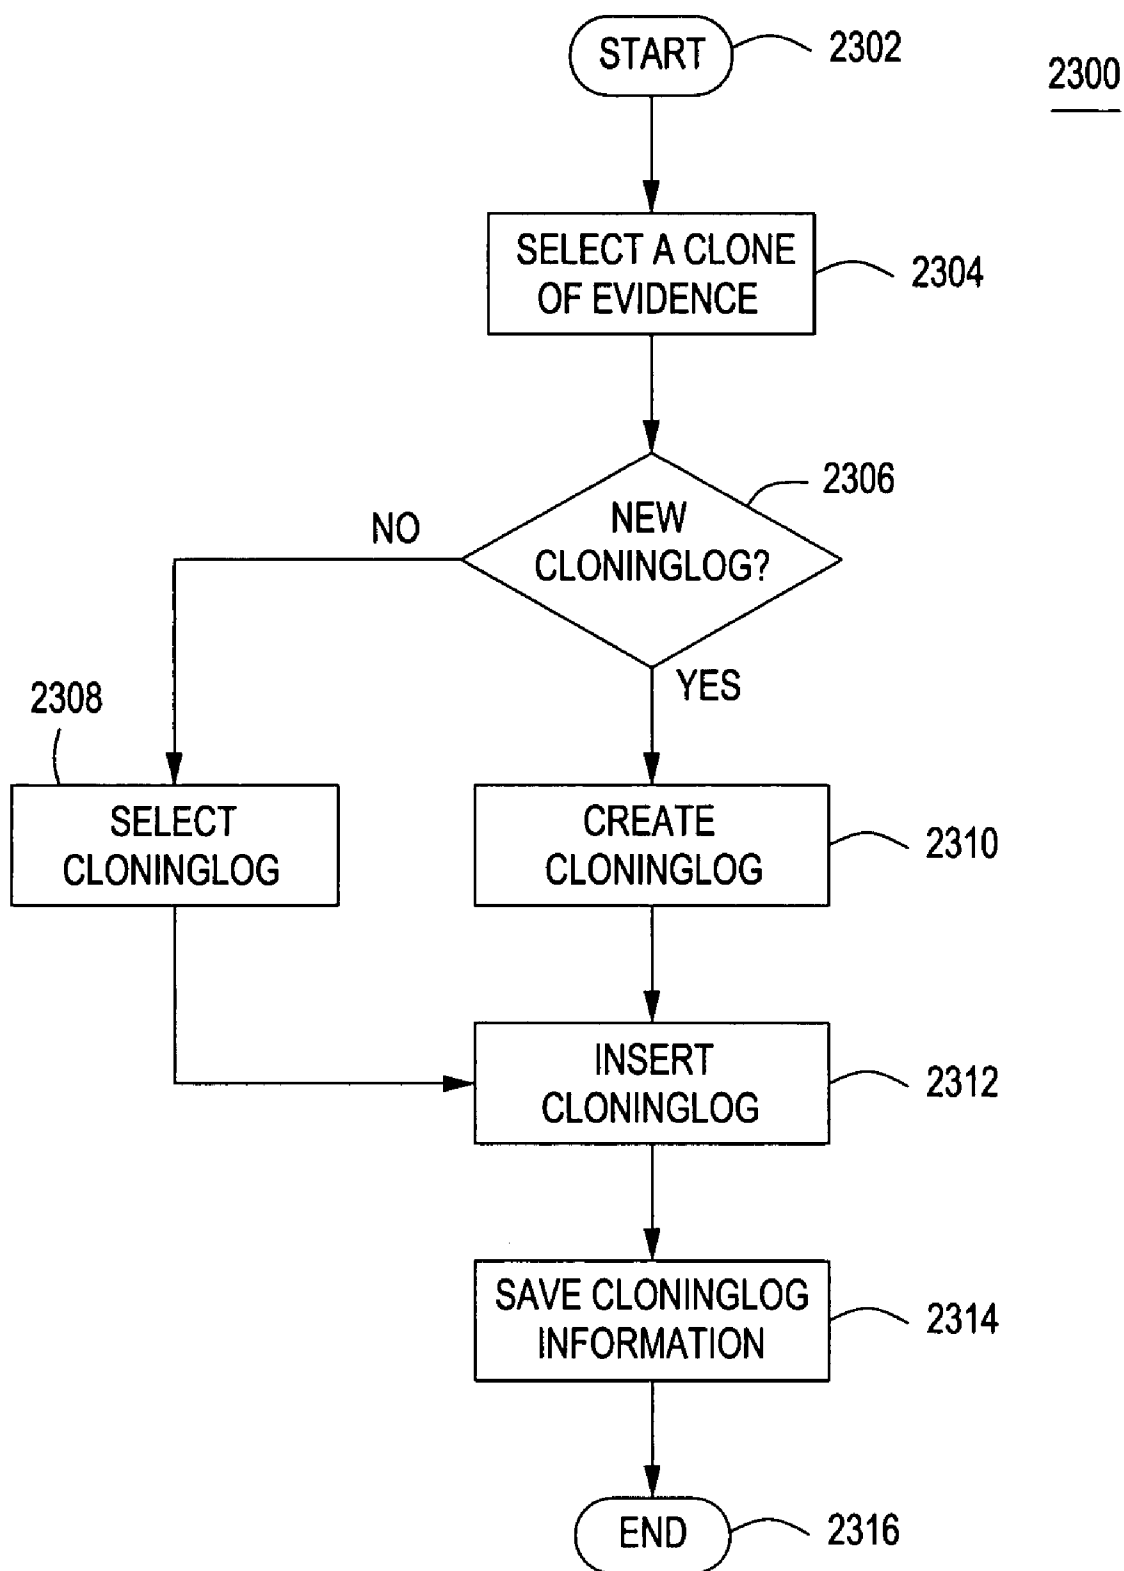 START
2302
2300
SELECT A CLONE
OF EVIDENCE
2304
2306
NEW
CLONINGLOG?
NO
YES
2308
SELECT
CLONINGLOG
CREATE
CLONINGLOG
2310
INSERT
CLONINGLOG
2312
SAVE CLONINGLOG
INFORMATION
2314
END
2316